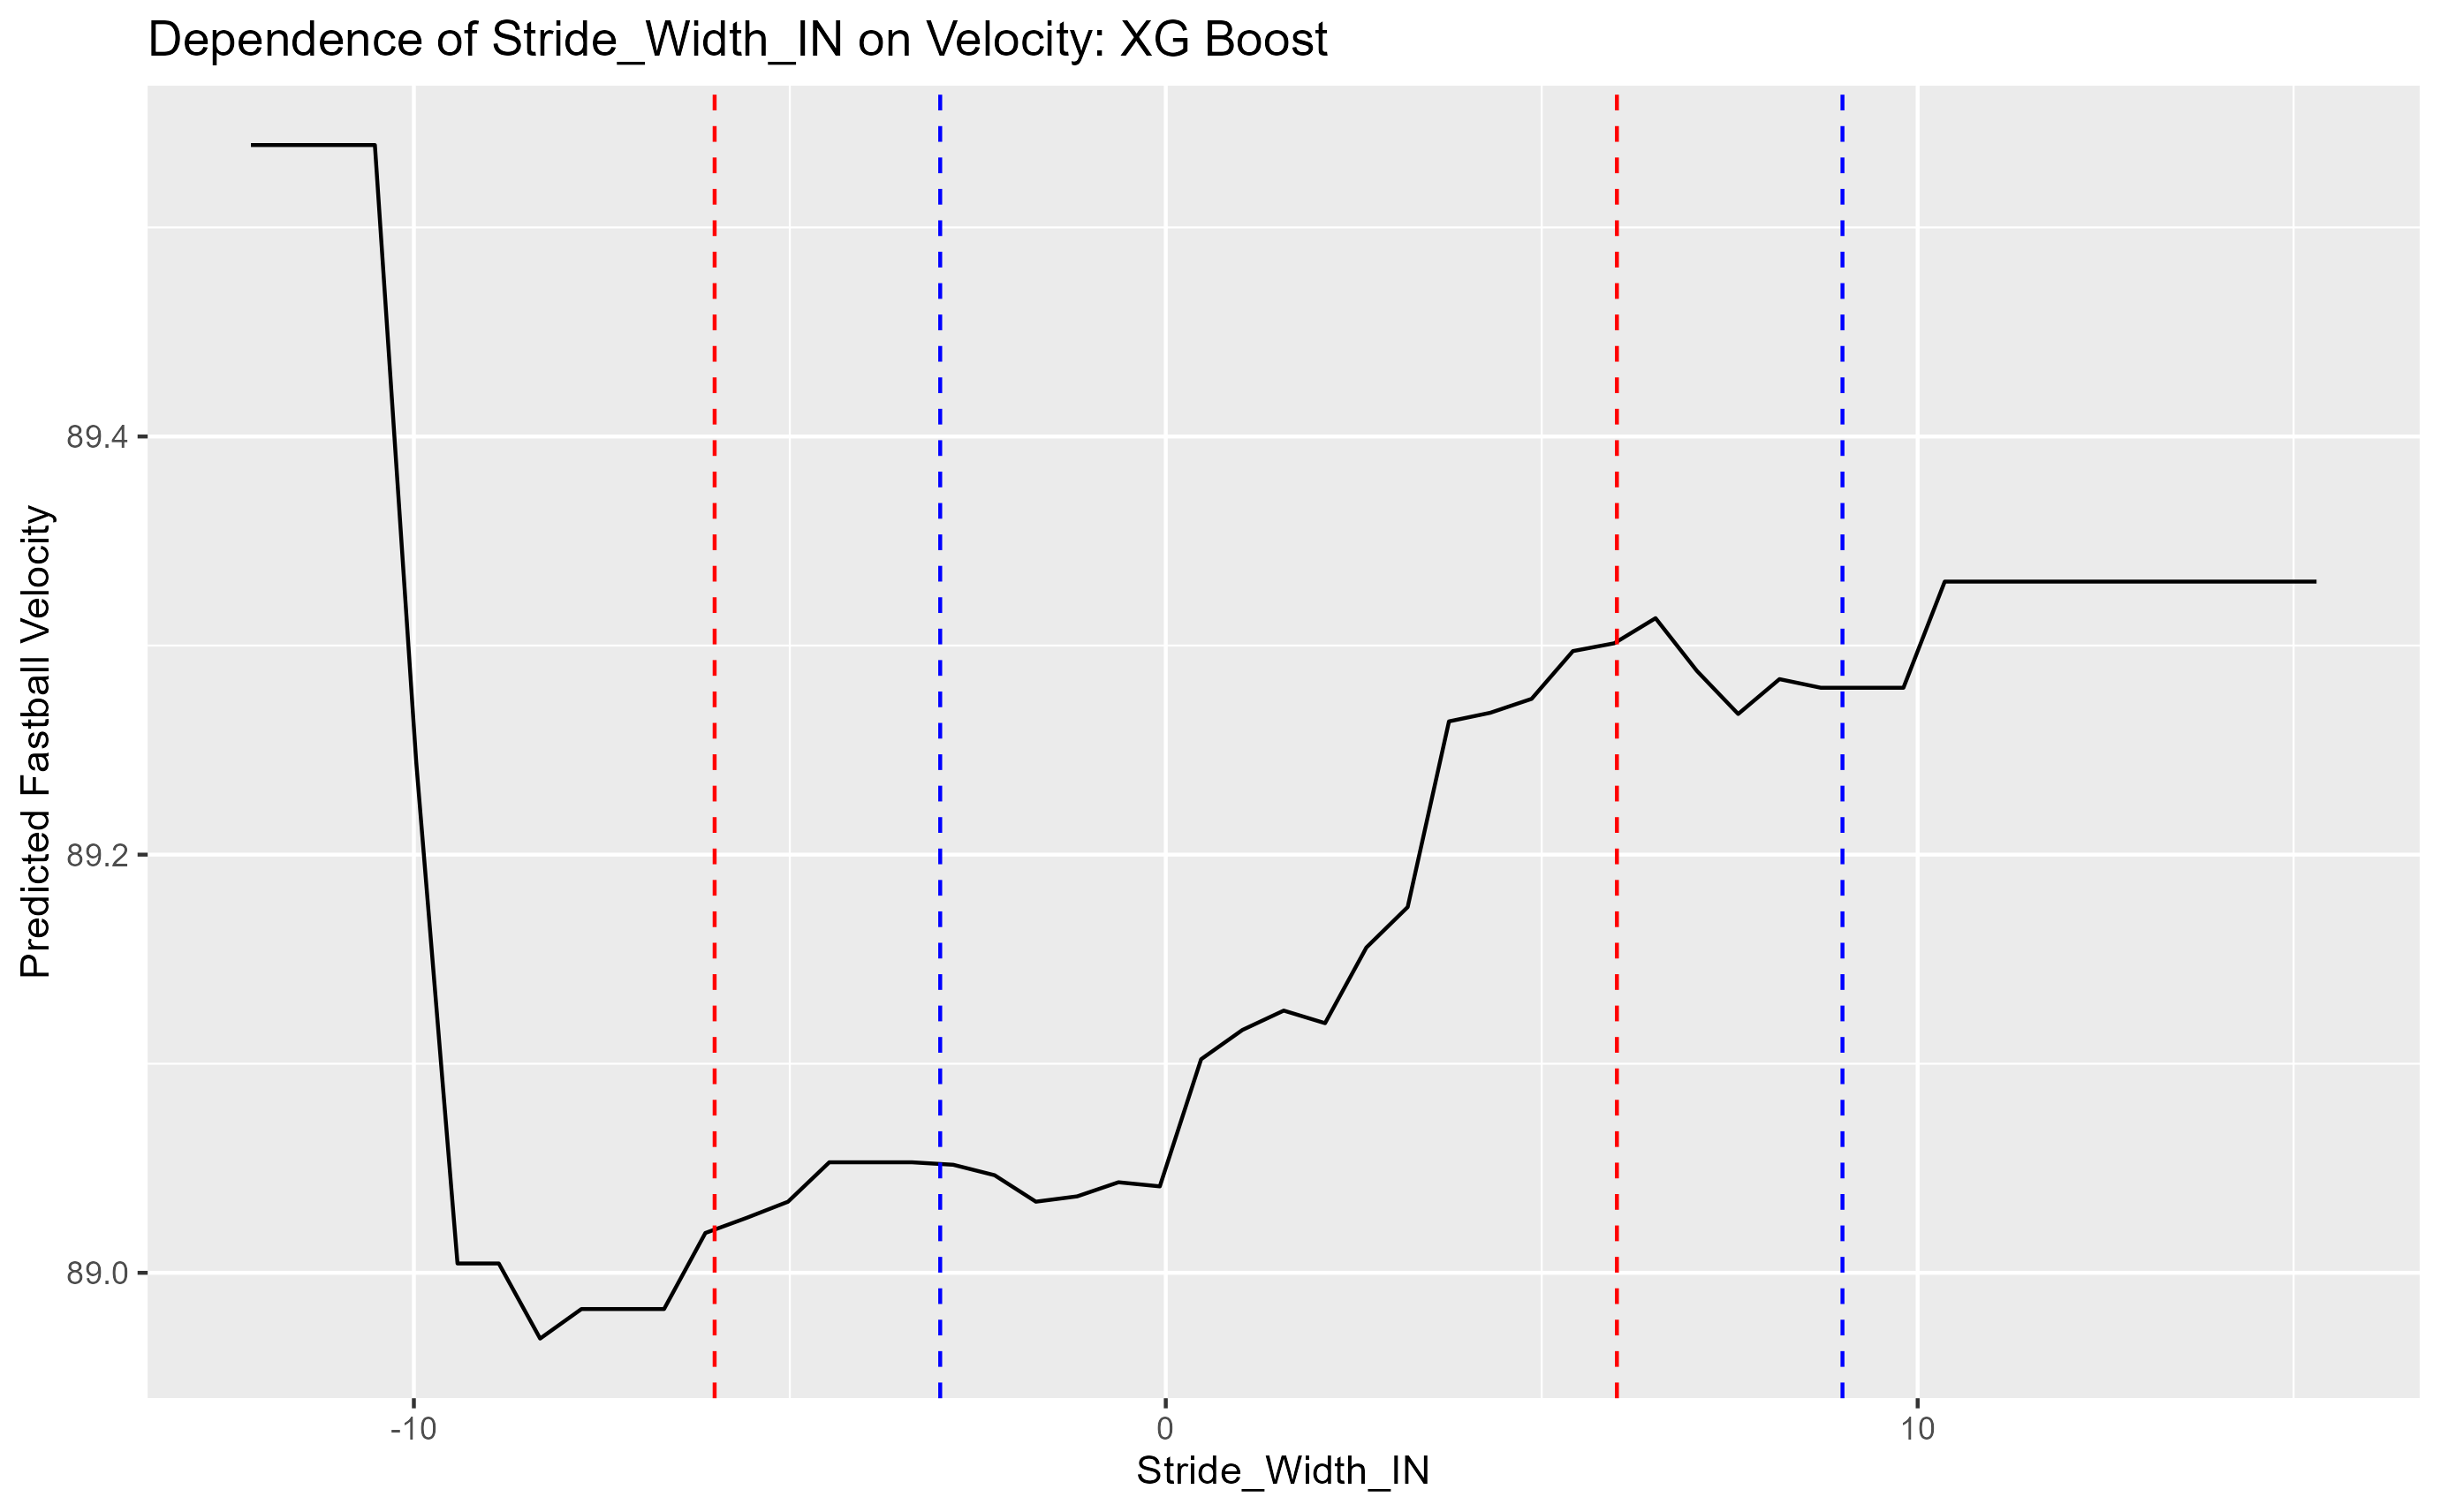 Dependence of Stride_Width_IN on Velocity: XG Boost
Predicted Fastball Velocity
89.4
89.2
89.0
-10
0
10
Stride_Width_IN